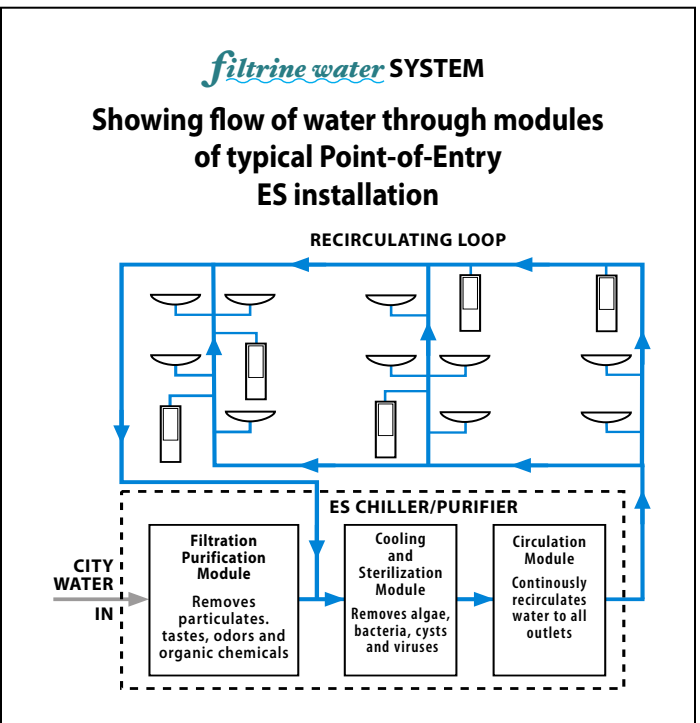 filtrine water SYSTEM
Showing flow of water through modules
of typical Point-of-Entry
ES installation
RECIRCULATING LOOP
ES CHILLER/PURIFIER
CITY
WATER
IN
Filtration
Purification
Module
Removes
particulates.
tastes, odors and
organic chemicals
Cooling
and
Sterilization
Module
Removes algae,
bacteria, cysts
and viruses
Circulation
Module
Continously
recirculates
water to all
outlets